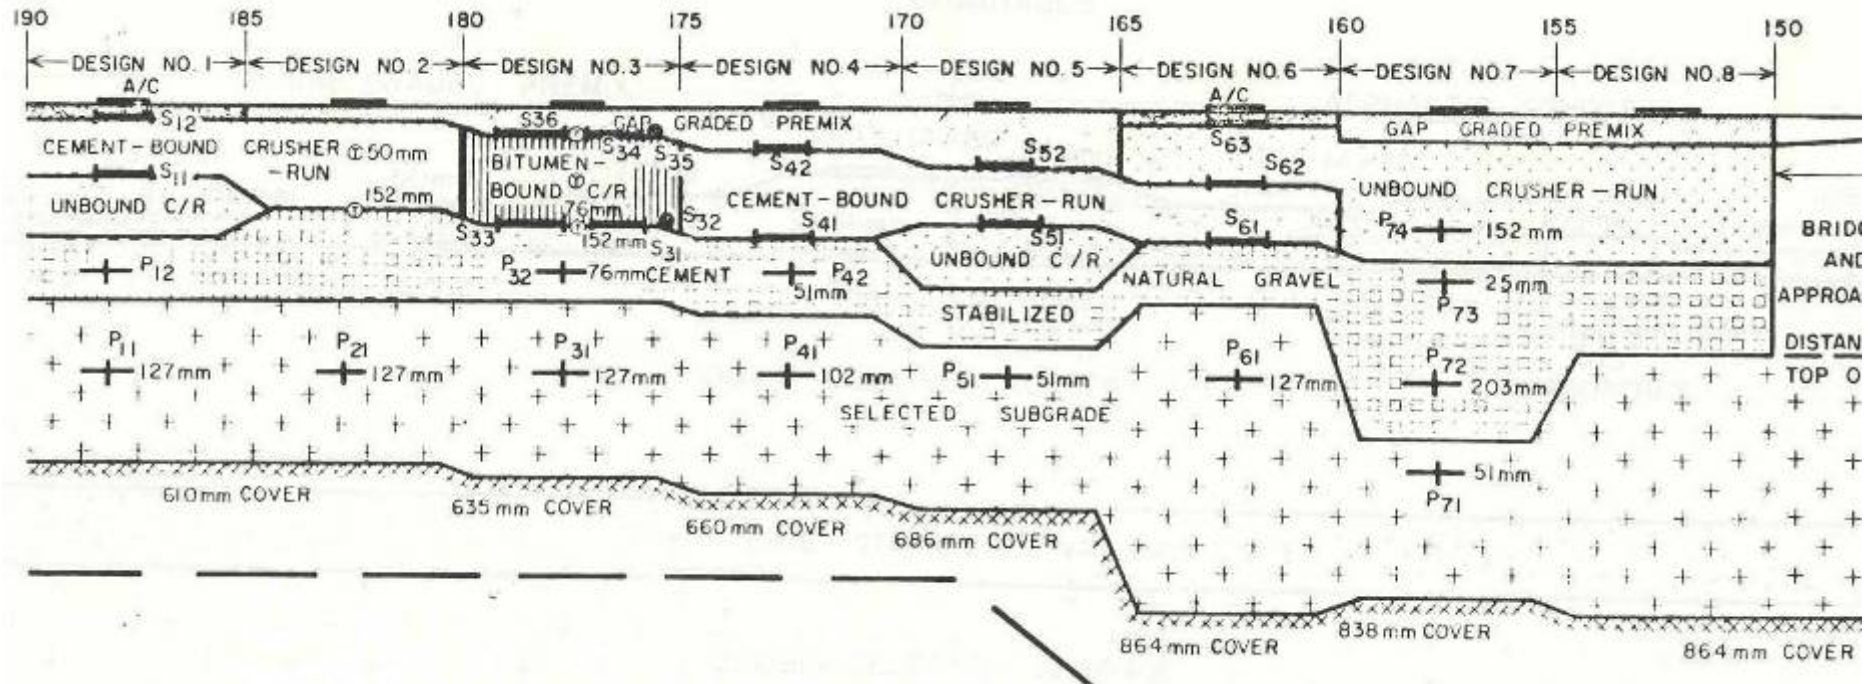 190 185 180 175 170 165 160 155 150
DESIGN NO. 1 DESIGN NO. 2 DESIGN NO. 3 DESIGN NO. 4 DESIGN NO. 5 DESIGN NO. 6 DESIGN NO. 7 DESIGN NO. 8
A/C A/C
S12 S36 GAP GRADED PREMIX S63 GAP GRADED PREMIX
CEMENT-BOUND CRUSHER T 50mm S34 S35 S42 S52 S62
-RUN BITUMEN-
S11 BOUND T C/R
UNBOUND C/R 152 mm 76mm CEMENT-BOUND CRUSHER-RUN UNBOUND CRUSHER-RUN
S33 T 152 mm S31 S32 S41 S51 S61 P74 152 mm
BRIDG
AND
APPROA
P12 P32 76mm CEMENT P42 51mm UNBOUND C/R NATURAL GRAVEL 25mm
P73
STABILIZED
DISTAN
TOP O
P11 127mm P21 127mm P31 127mm P41 102 mm P51 51mm P61 127mm P72 203mm
SELECTED SUBGRADE
51mm
P71
610mm COVER 635mm COVER 660mm COVER 686mm COVER
864mm COVER 838mm COVER 864mm COVER